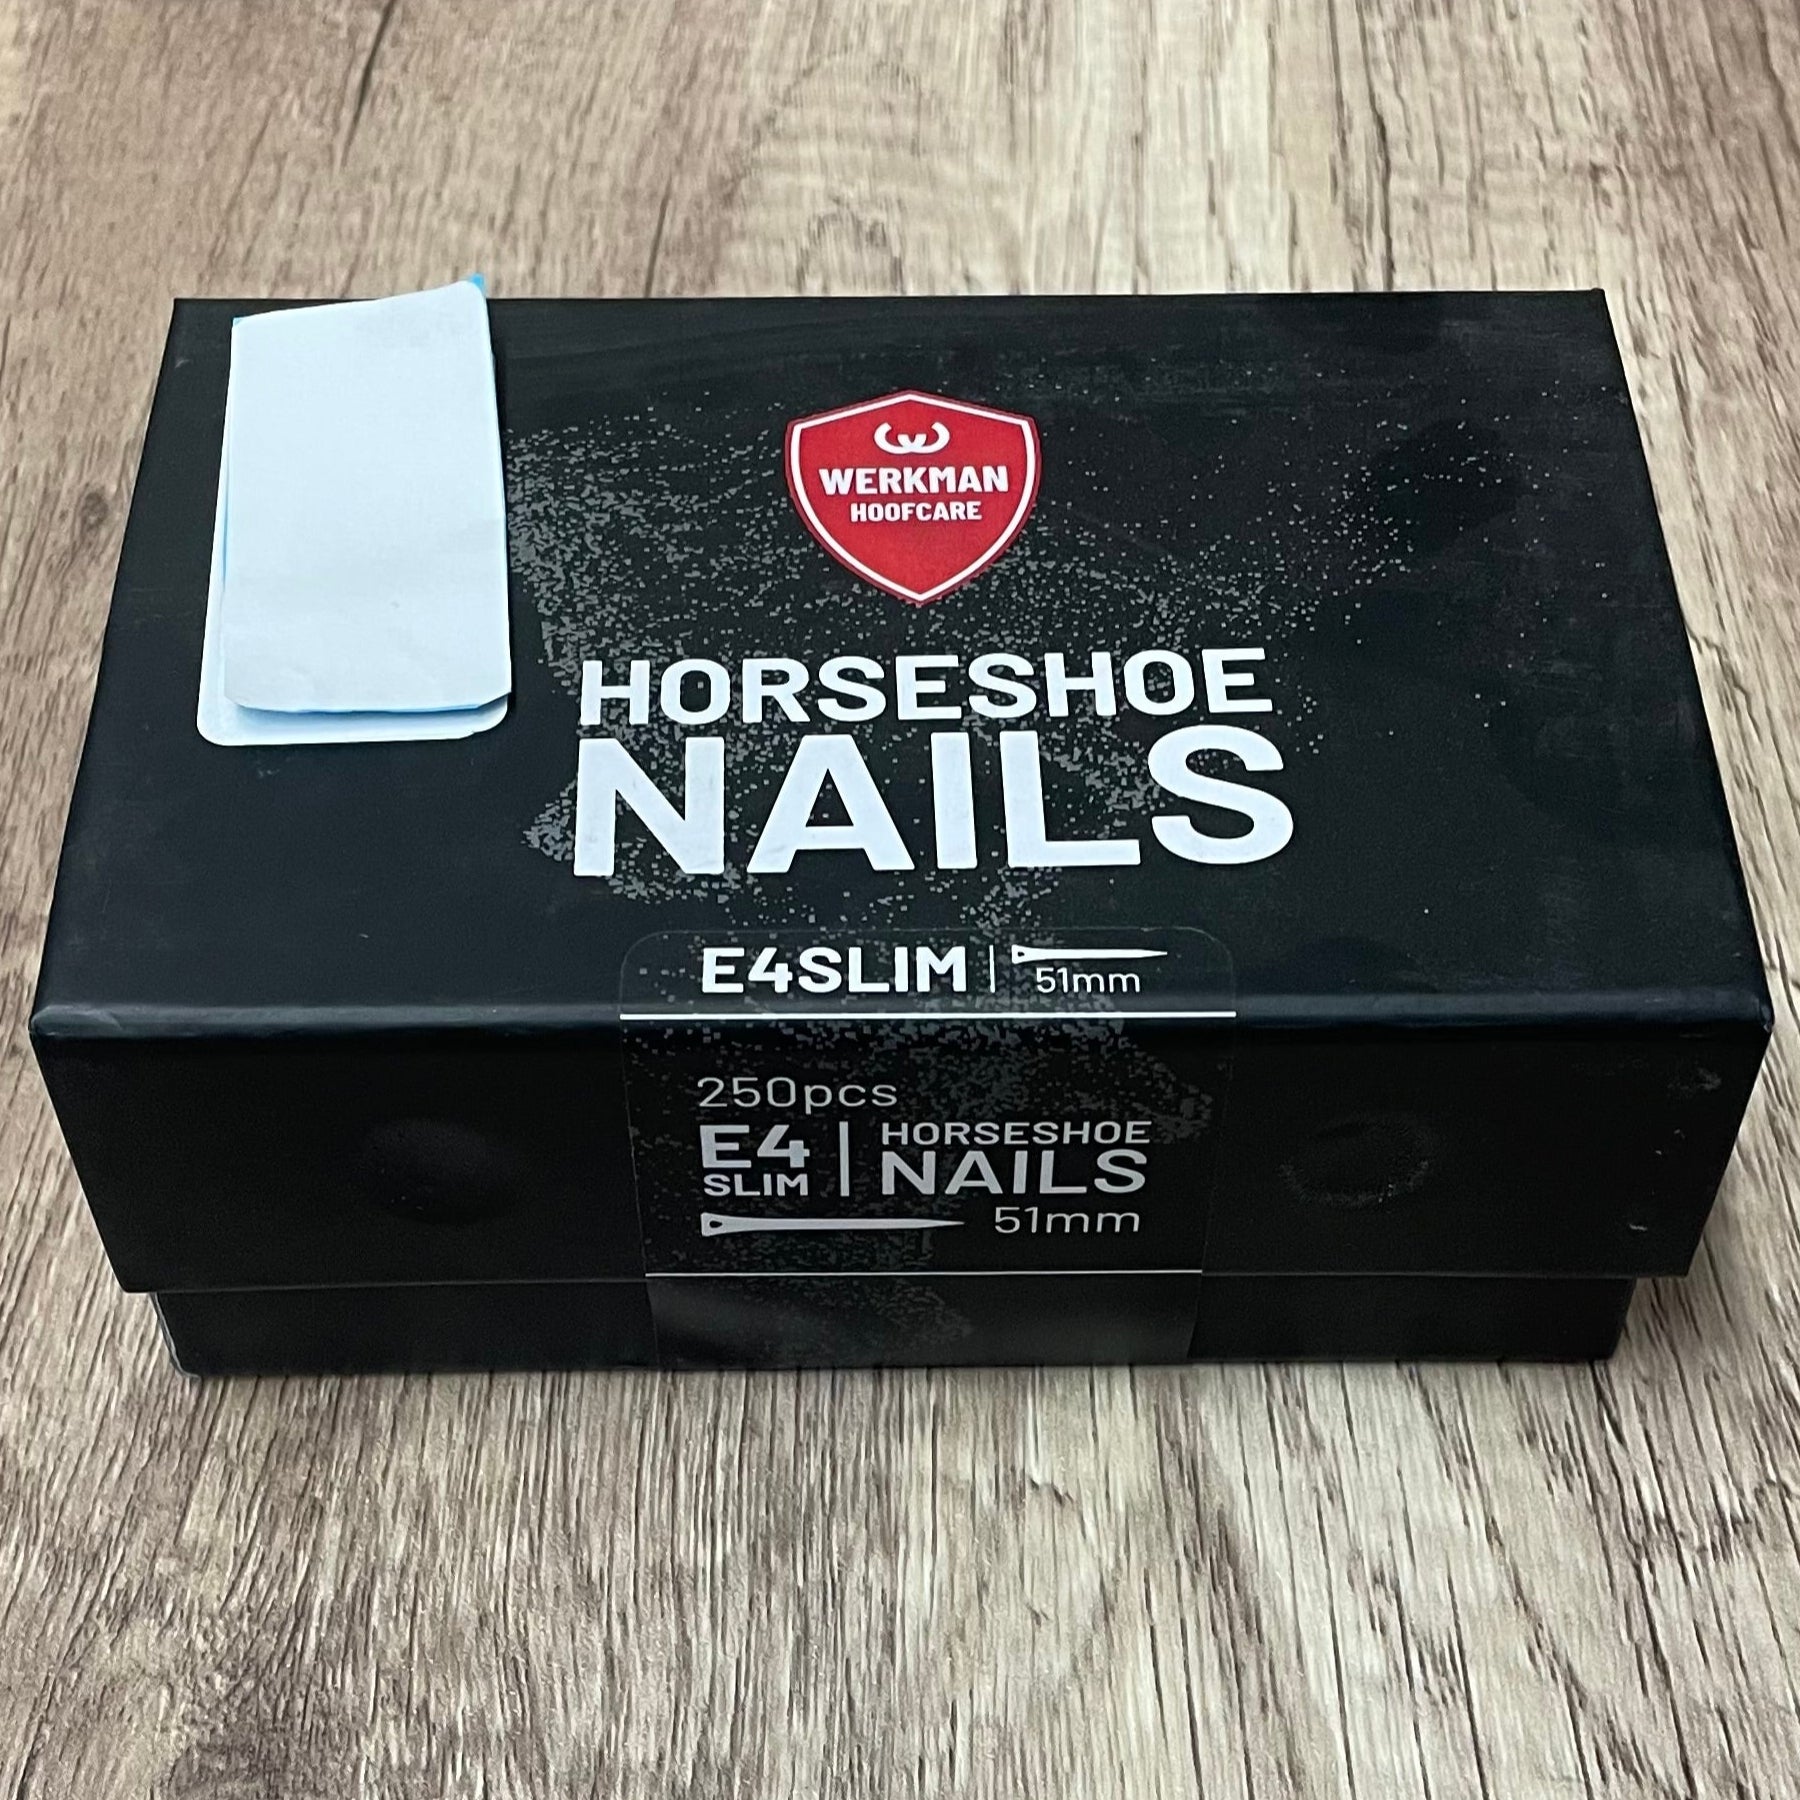 WERKMAN
HOOFCARE
HORSESHOE
NAILS
E4SLIM | 51mm
250pcs
E4 SLIM | HORSESHOE NAILS
51mm